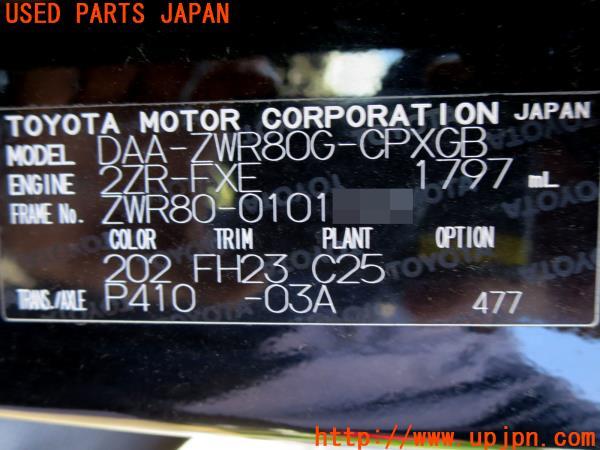 USED PARTS JAPAN
TOYOTA MOTOR CORPORATION JAPAN
MODEL DAA-ZWR80G-CPXGB
ENGINE 2ZR-FXE 1797 mL
FRAME No. ZWR80-0101
COLOR TRIM PLANT OPTION
202 FH23 C25
TRANS./AXLE P410 -03A 477
UsedPartsJapan
http://www.upjpn.com/